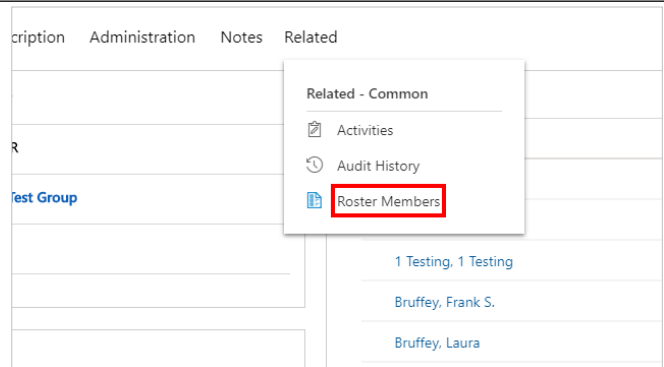 cription Administration Notes Related
Related - Common
Activities
R
Audit History
Test Group
Roster Members
1 Testing, 1 Testing
Bruffey, Frank S.
Bruffey, Laura